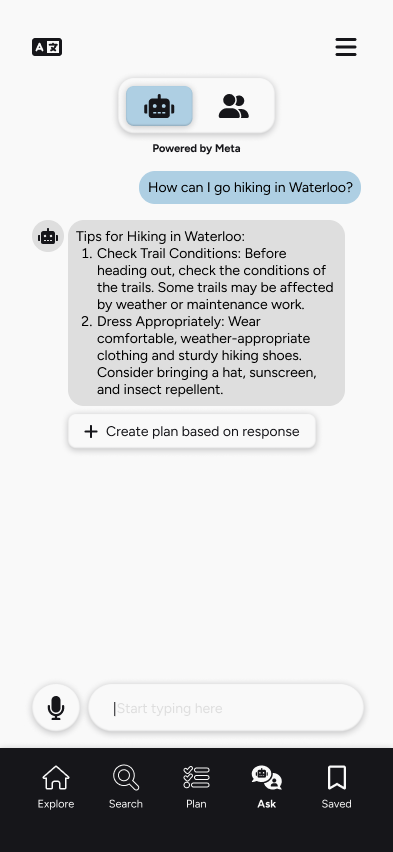 A
Powered by Meta
How can I go hiking in Waterloo?
Tips for Hiking in Waterloo:
1. Check Trail Conditions: Before
heading out, check the conditions of
the trails. Some trails may be affected
by weather or maintenance work.
2. Dress Appropriately: Wear
comfortable, weather-appropriate
clothing and sturdy hiking shoes.
Consider bringing a hat, sunscreen,
and insect repellent.
+ Create plan based on response
Start typing here
Explore Search Plan Ask Saved